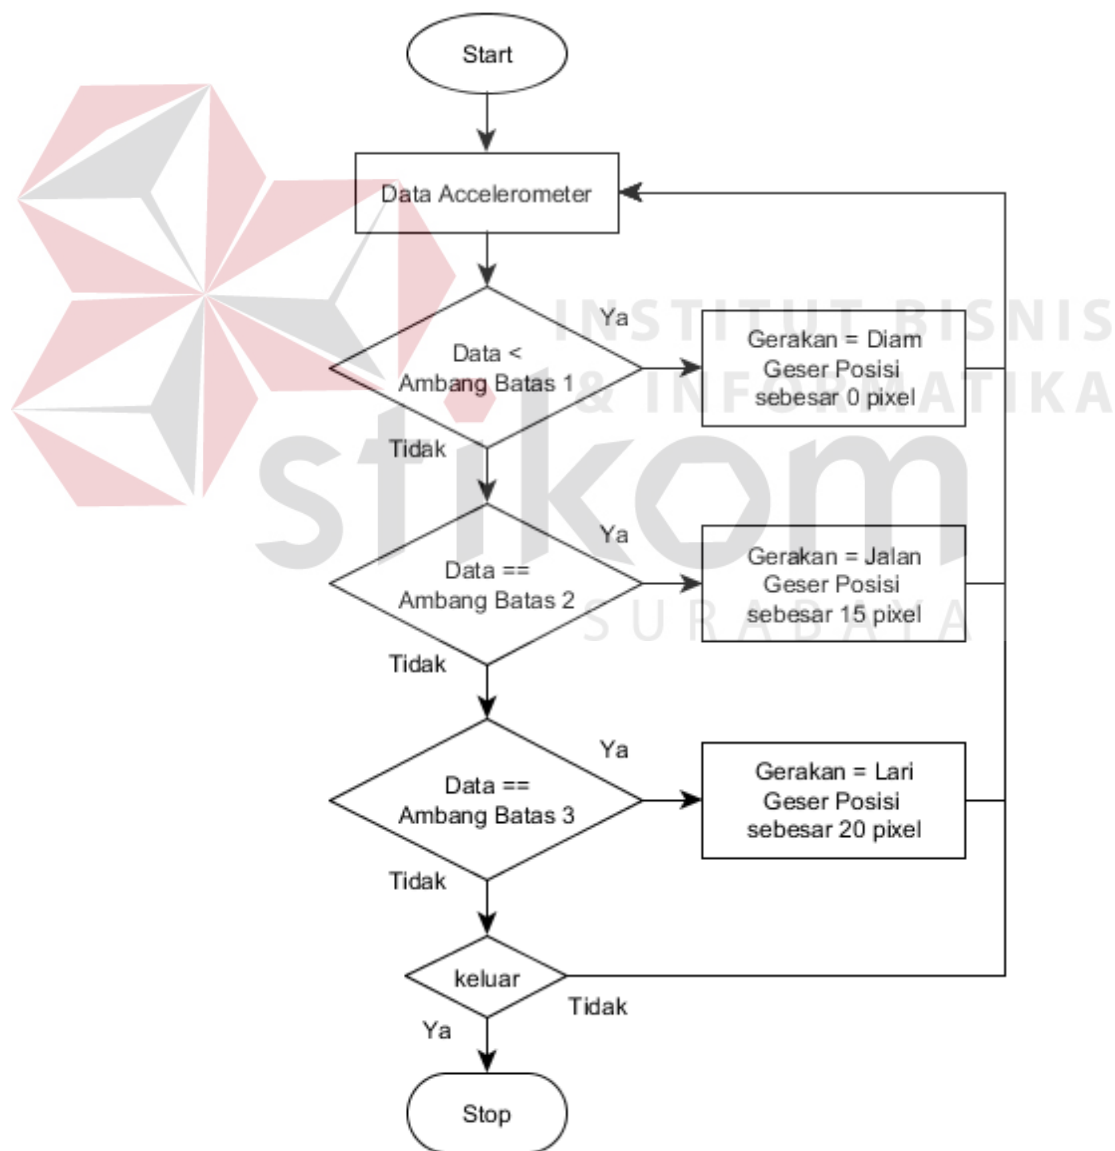 Start
Data Accelerometer
Data <
Ambang Batas 1
Ya
Gerakan = Diam
Geser Posisi
sebesar 0 pixel
Tidak
Data ==
Ambang Batas 2
Ya
Gerakan = Jalan
Geser Posisi
sebesar 15 pixel
Tidak
Data ==
Ambang Batas 3
Ya
Gerakan = Lari
Geser Posisi
sebesar 20 pixel
Tidak
keluar
Tidak
Ya
Stop
INSTITUT BISNIS
& INFORMATIKA
stikom
SURABAYA